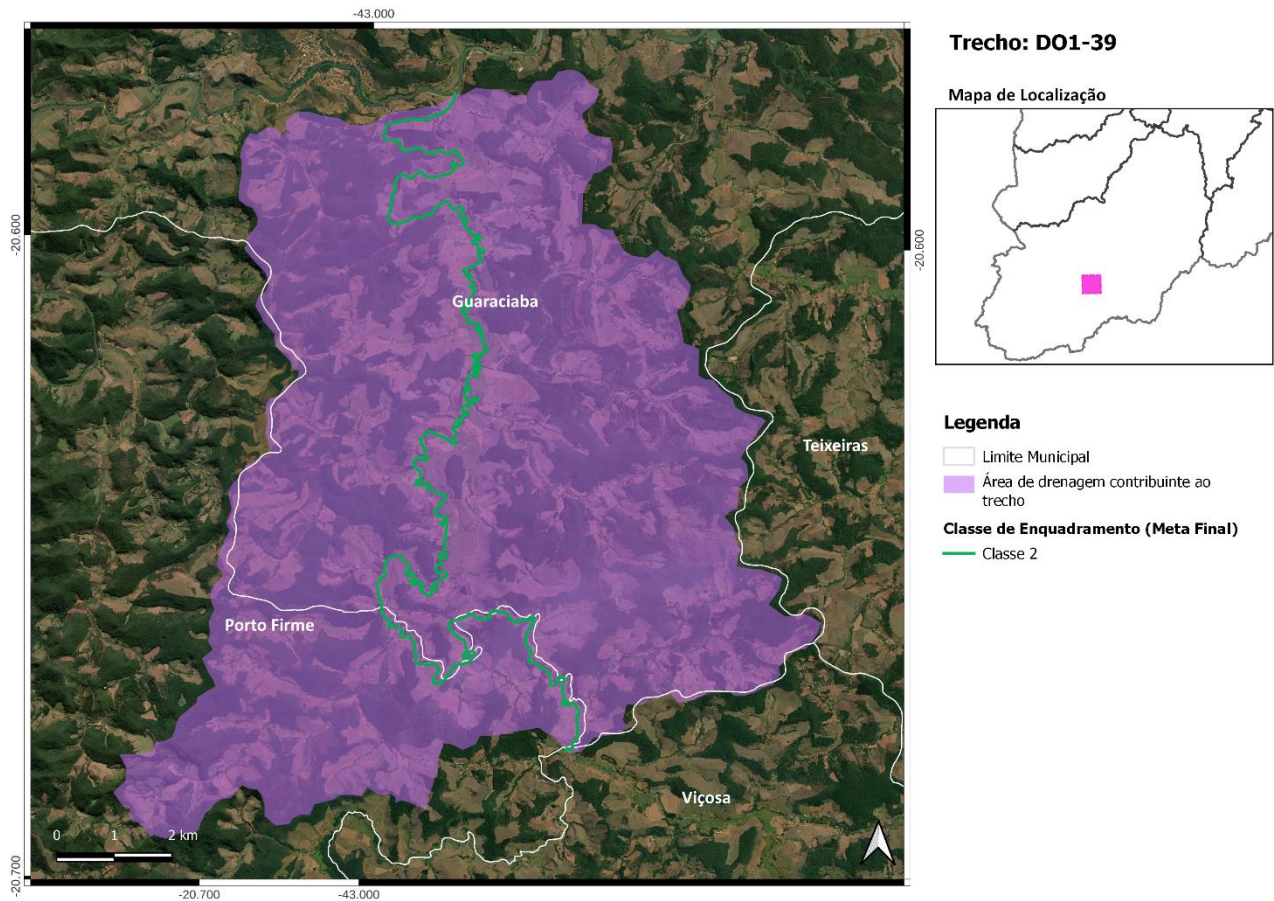 -43.000
Trecho: DO1-39
Mapa de Localização
-20.600
-20.600
Guaraciaba
Legenda
Limite Municipal
Área de drenagem contribuinte ao
trecho
Classe de Enquadramento (Meta Final)
Classe 2
Teixeiras
Porto Firme
Viçosa
0 1 2 km
-20.700
-20.700
-43.000